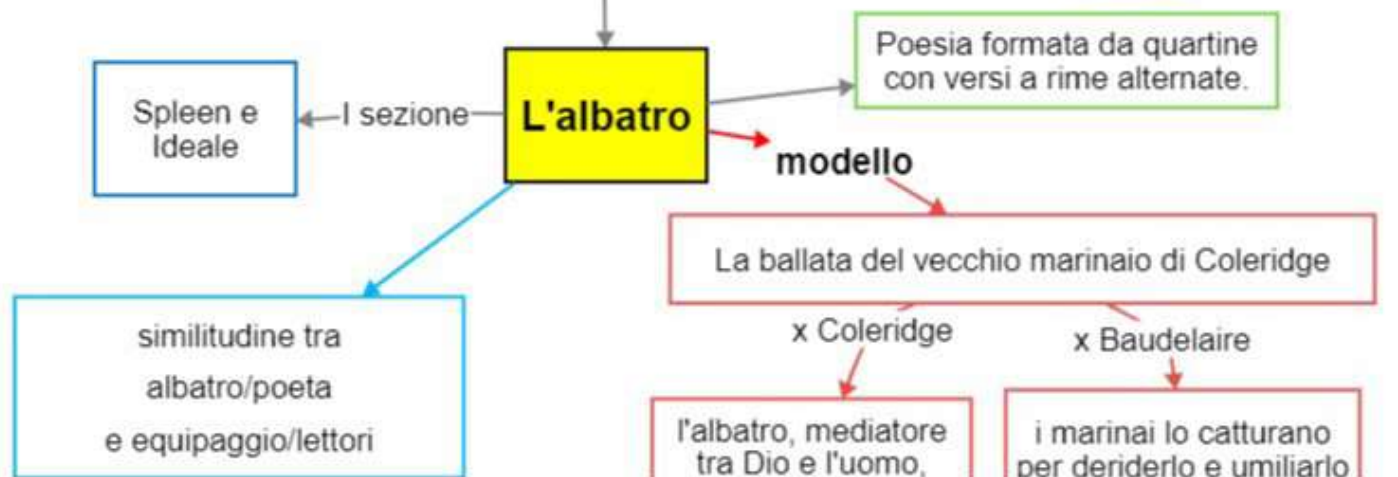 L'albatro
Poesia formata da quartine
con versi a rime alternate.
I sezione
Spleen e
Ideale
modello
La ballata del vecchio marinaio di Coleridge
x Coleridge
x Baudelaire
similitudine tra
albatro/poeta
e equipaggio/lettori
l'albatro, mediatore
tra Dio e l'uomo,
i marinai lo catturano
per deriderlo e umiliarlo